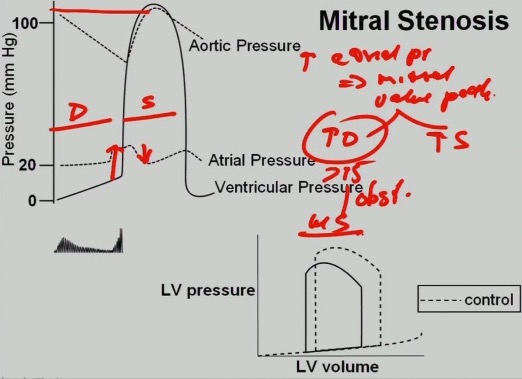 Mitral Stenosis
100
Aortic Pressure
Pressure (mm Hg)
↑ atrial pr
⇒ mitral
valve path.
D
S
↑D
↑S
Atrial Pressure
20
>15
Ventricular Pressure
obst.
0
MS
LV pressure
control
LV volume